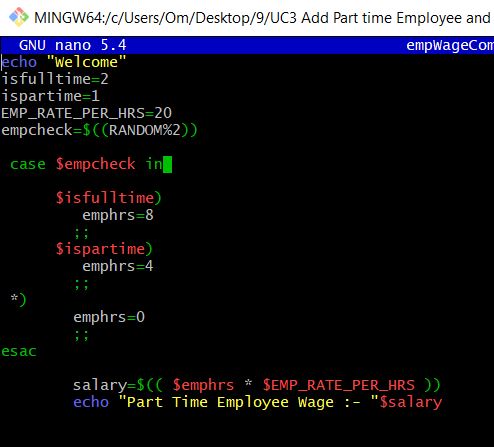 MINGW64:/c/Users/Om/Desktop/9/UC3 Add Part time Employee and
GNU nano 5.4 empWageCom
echo "Welcome"
isfulltime=2
ispartime=1
EMP_RATE_PER_HRS=20
empcheck=$((RANDOM%2))
case $empcheck in
$isfulltime)
emphrs=8
;;
$ispartime)
emphrs=4
;;
*)
emphrs=0
;;
esac
salary=$(( $emphrs * $EMP_RATE_PER_HRS ))
echo "Part Time Employee Wage :- "$salary